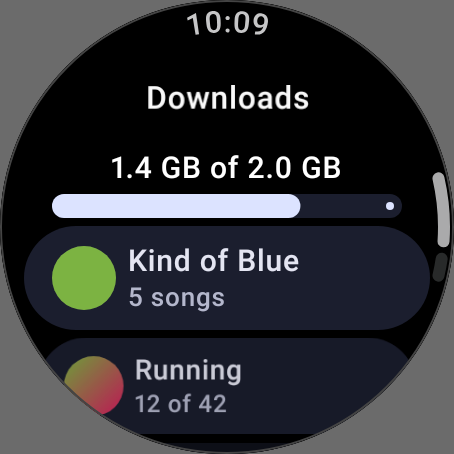 10:09
Downloads
1.4 GB of 2.0 GB
Kind of Blue
5 songs
Running
12 of 42